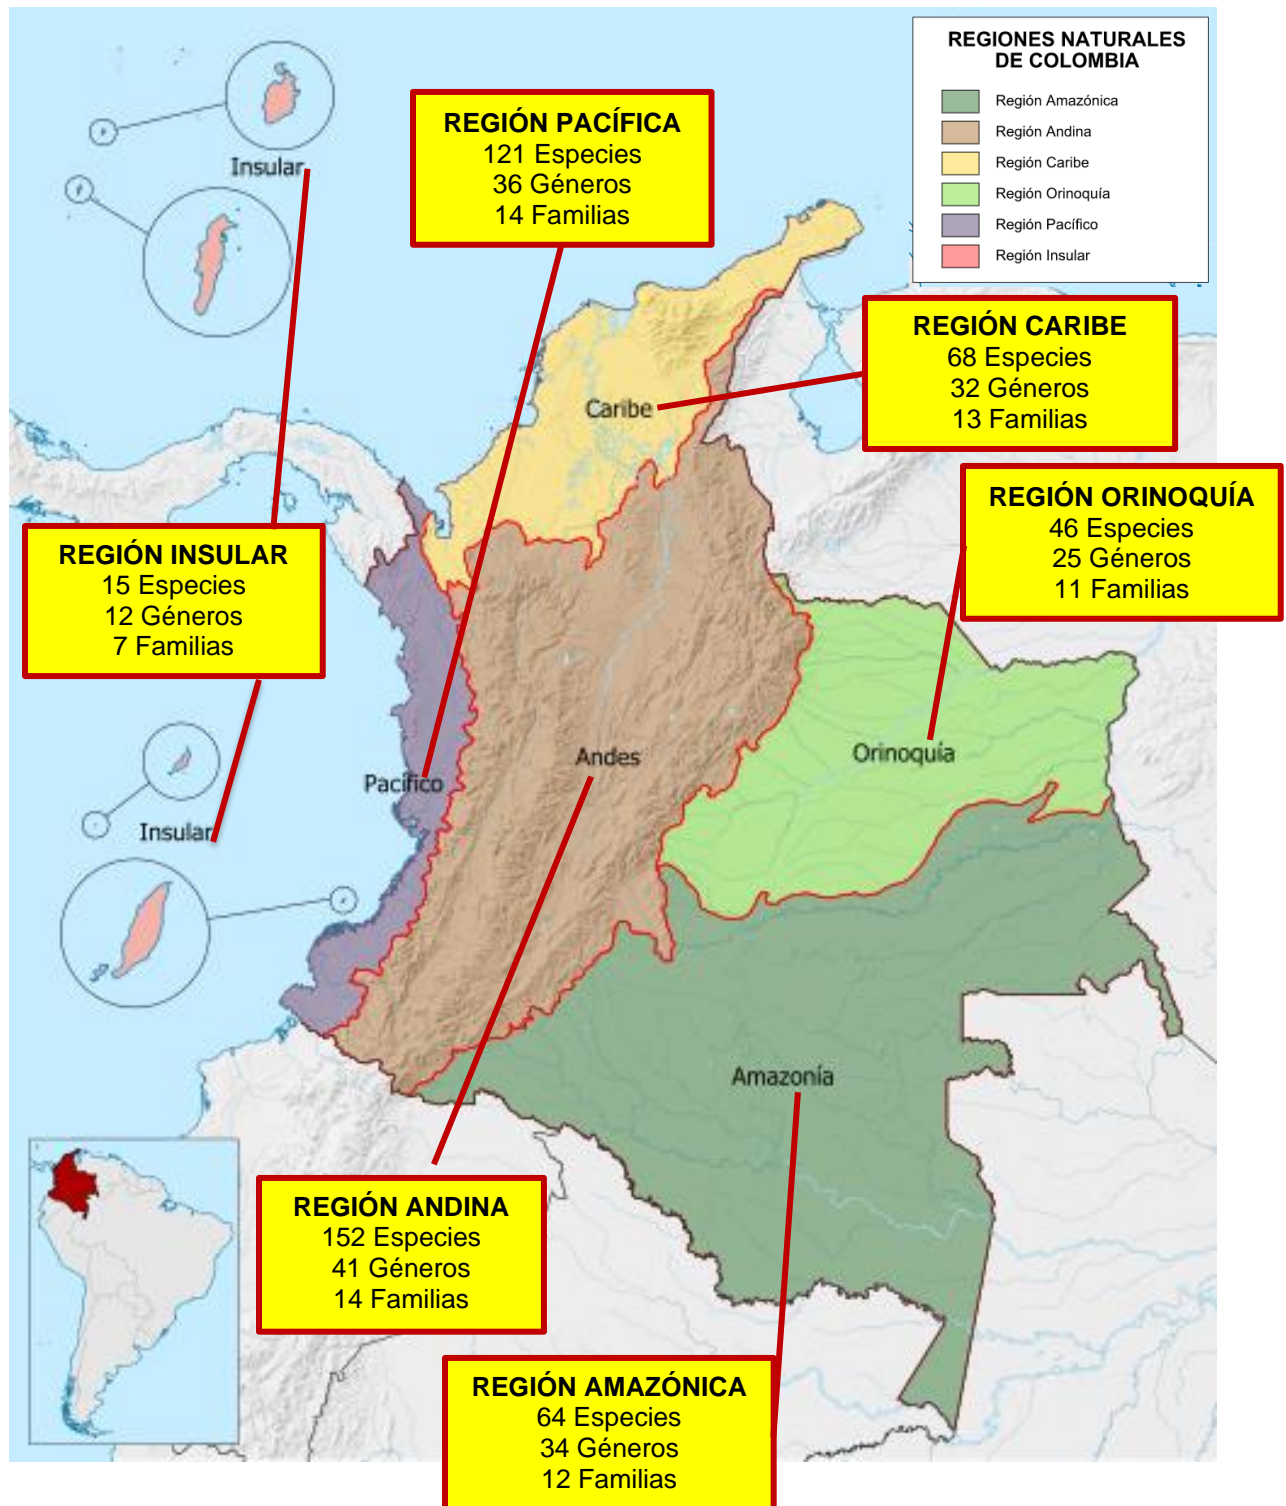 REGIONES NATURALES
DE COLOMBIA
Región Amazónica
Región Andina
Región Caribe
Región Orinoquía
Región Pacífico
Región Insular
Insular
REGIÓN PACÍFICA
121 Especies
36 Géneros
14 Familias
REGIÓN CARIBE
68 Especies
32 Géneros
13 Familias
Caribe
REGIÓN ORINOQUÍA
46 Especies
25 Géneros
11 Familias
REGIÓN INSULAR
15 Especies
12 Géneros
7 Familias
Andes
Orinoquía
Pacífico
Insular
Amazonía
REGIÓN ANDINA
152 Especies
41 Géneros
14 Familias
REGIÓN AMAZÓNICA
64 Especies
34 Géneros
12 Familias